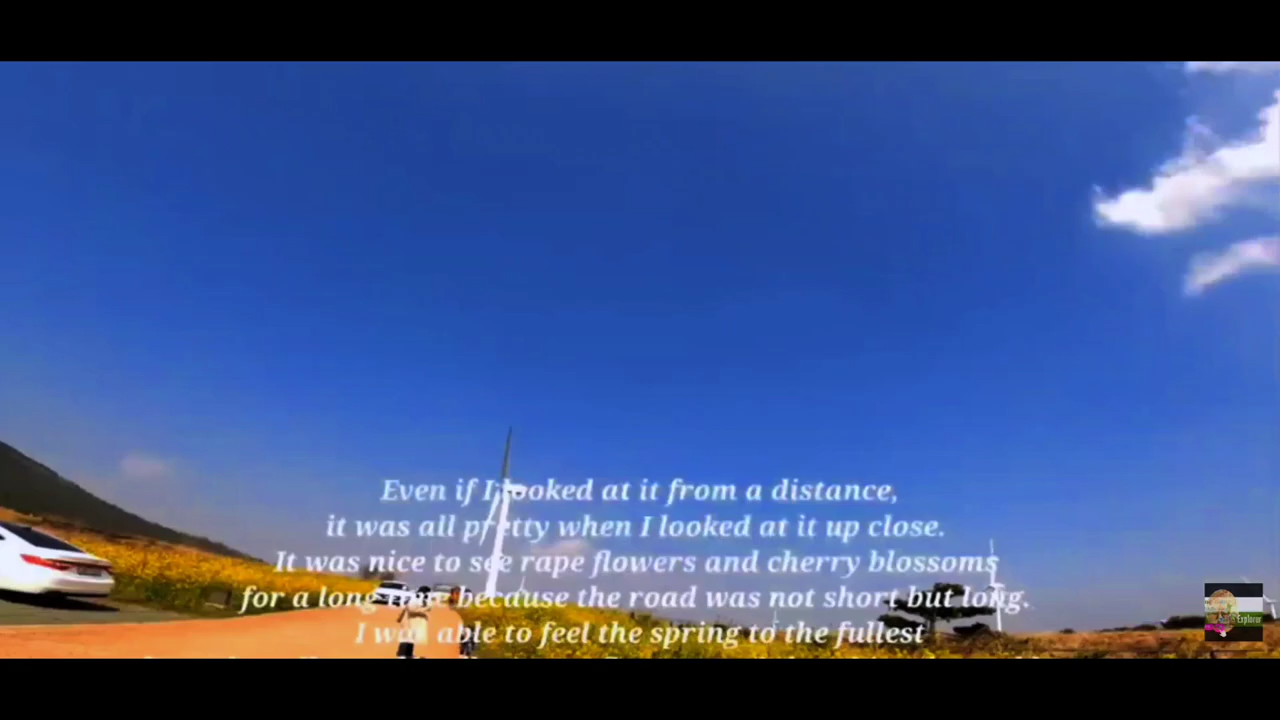 Even if I looked at it from a distance,
it was all pretty when I looked at it up close.
It was nice to see rape flowers and cherry blossoms
for a long time because the road was not short but long.
I was able to feel the spring to the fullest
Explorer